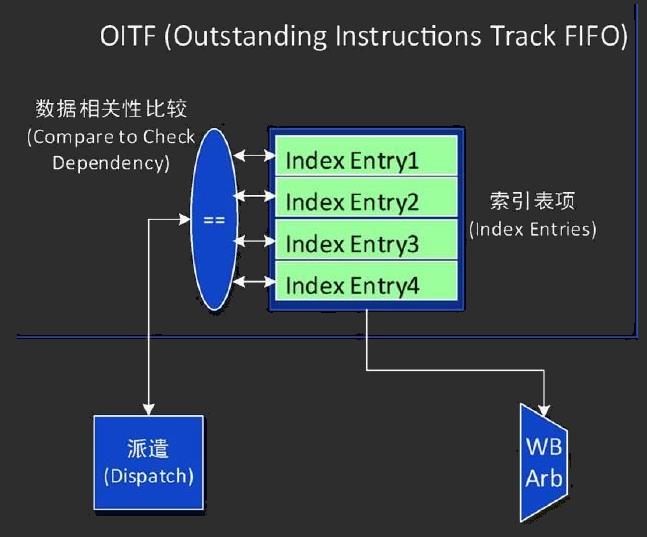 OITF (Outstanding Instructions Track FIFO)
数据相关性比较
(Compare to Check
Dependency)
==
Index Entry1
Index Entry2
Index Entry3
Index Entry4
索引表项
(Index Entries)
派遣
(Dispatch)
WB
Arb